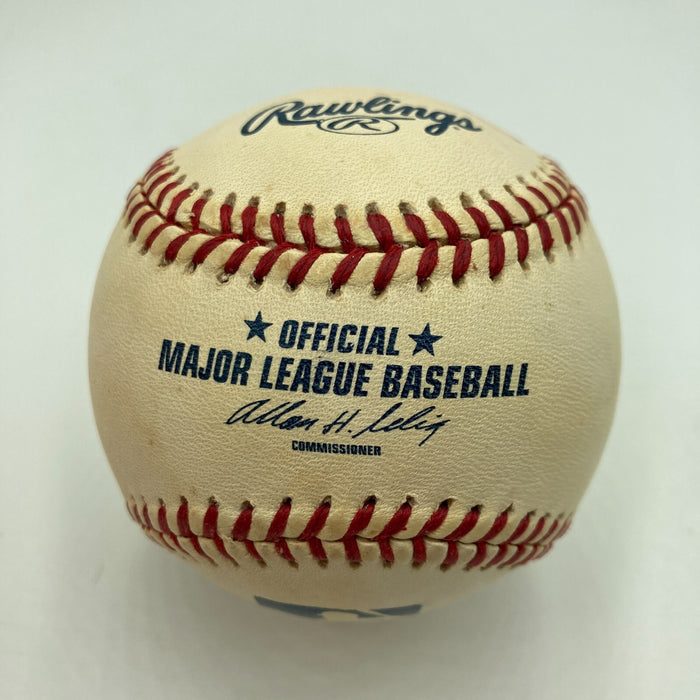 Rawlings
R
★ OFFICIAL ★
MAJOR LEAGUE BASEBALL
Allan H. Selig
COMMISSIONER